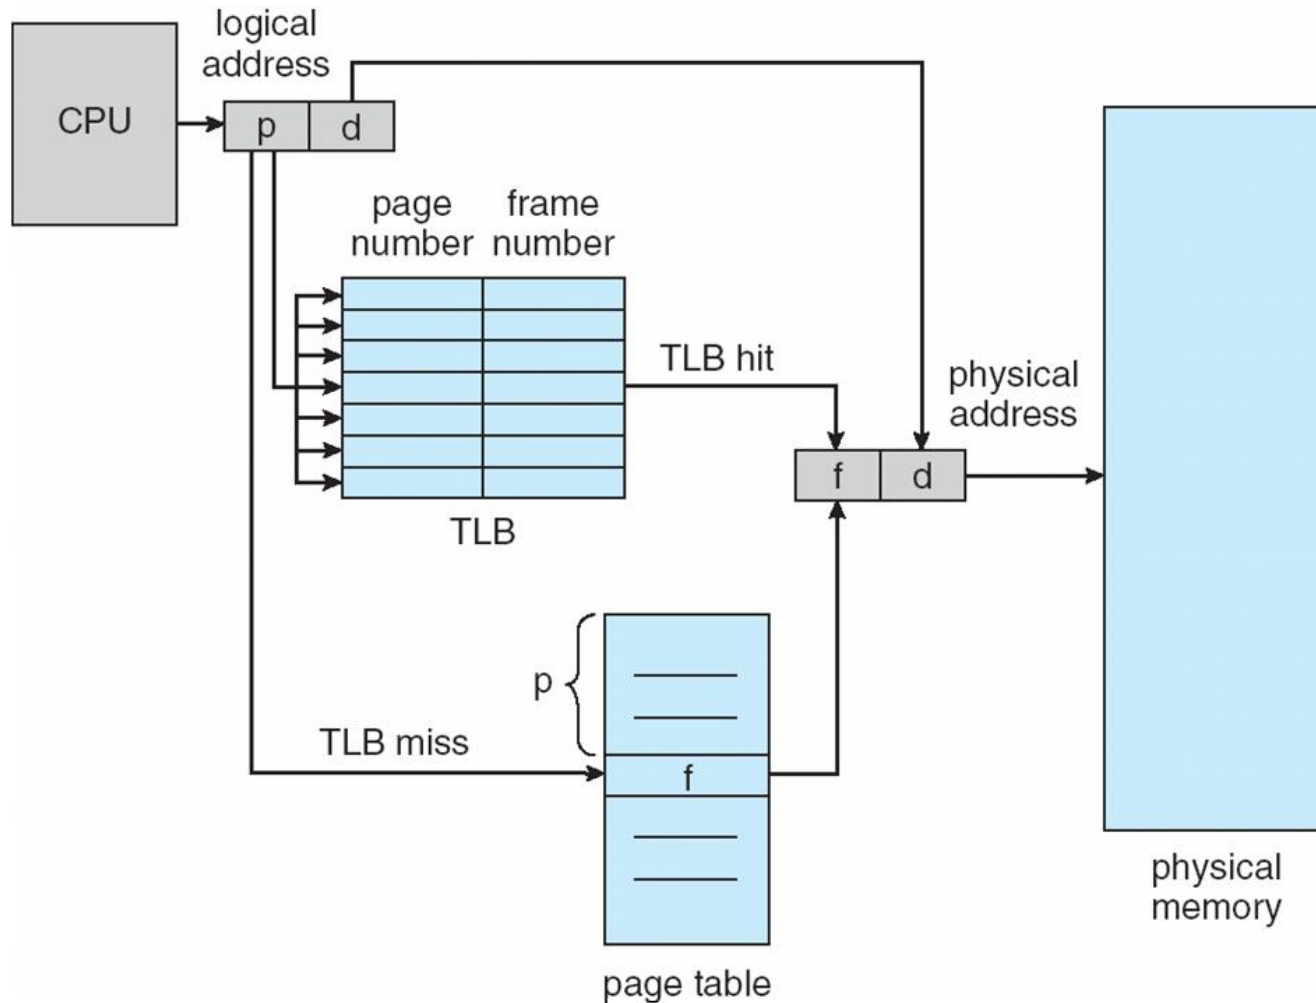 logical
address
CPU
p
d
page
number
frame
number
TLB hit
physical
address
f
d
TLB
p
TLB miss
f
physical
memory
page table